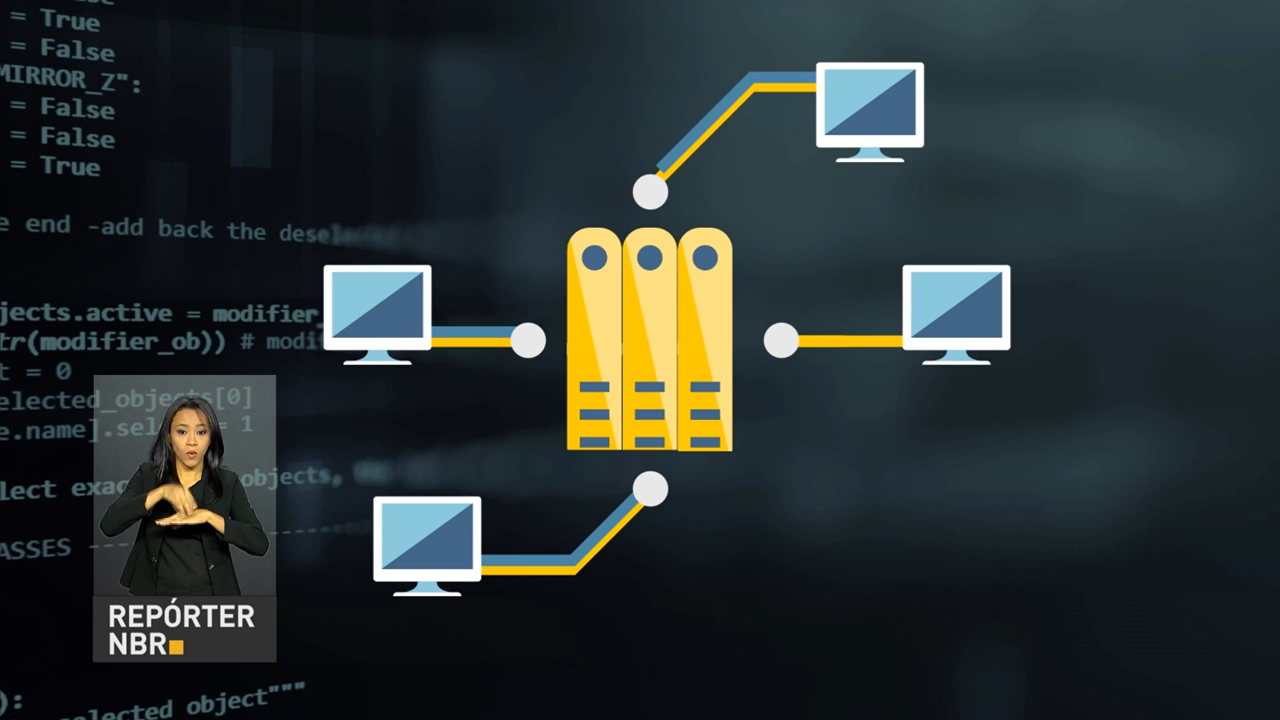 = True
= False
MIRROR_Z":
= False
= False
= True
end -add back the
jects.active = modifier_
tr(modifier_ob)) # modi
t = 0
elected_objects[0]
e.name].sel = 1
lect exac objects,
ASSES ---
REPÓRTER
NBR
):
elected object"""